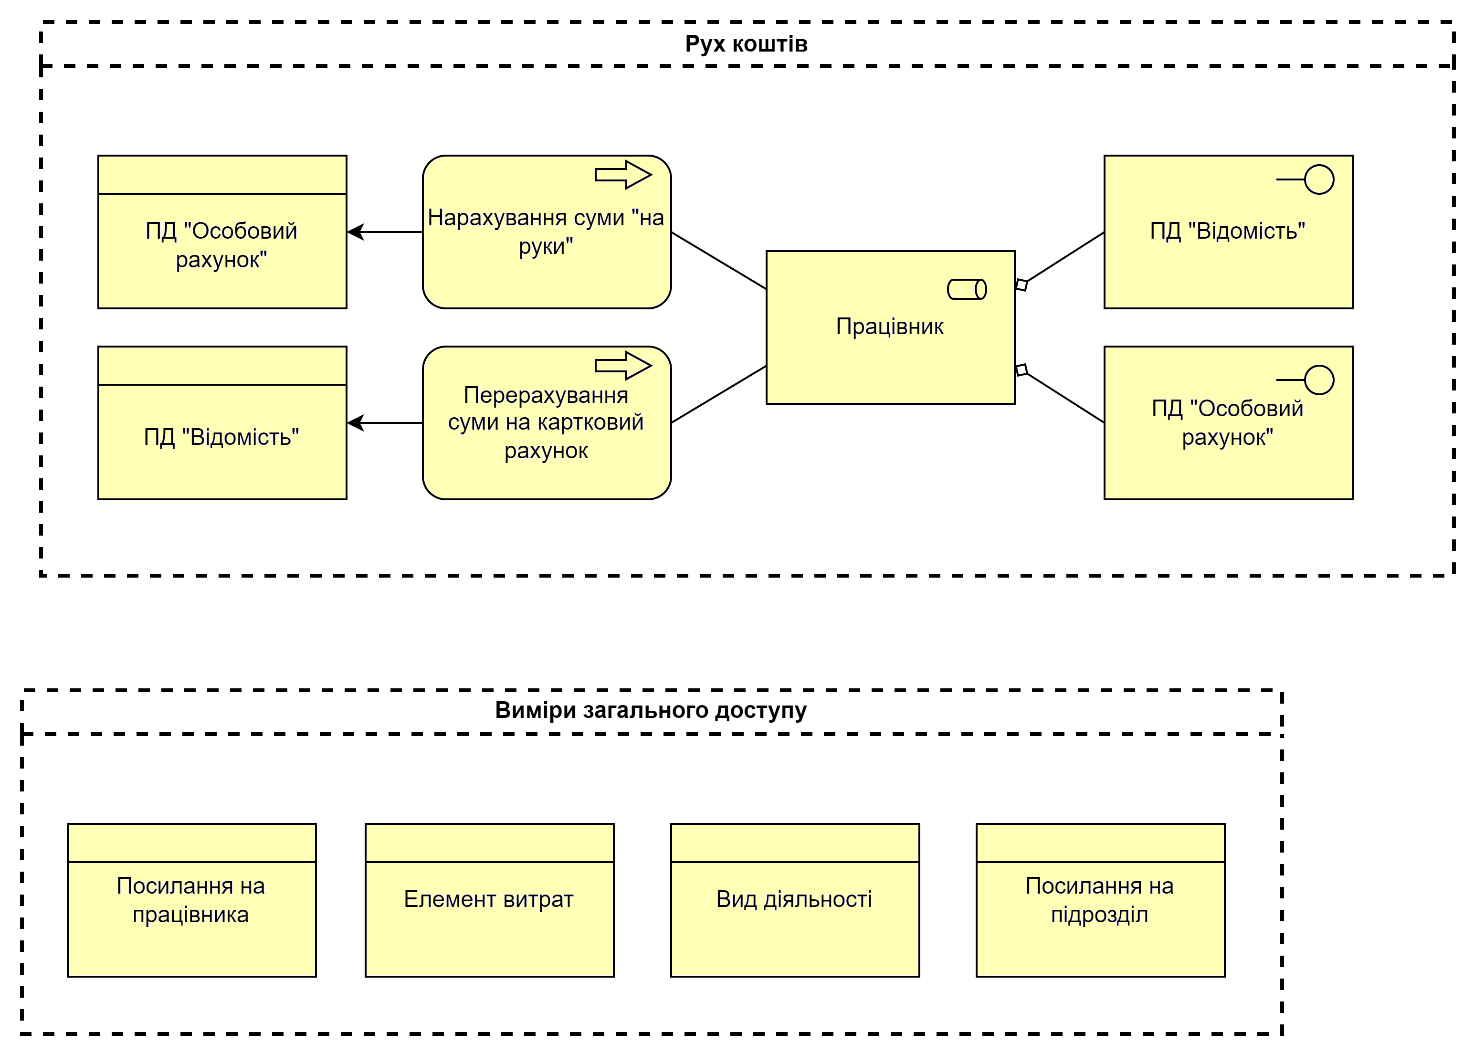 Рух коштів
ПД "Особовий
рахунок"
Нарахування суми "на
руки"
Працівник
ПД "Відомість"
ПД "Відомість"
Перерахування
суми на картковий
рахунок
ПД "Особовий
рахунок"
Виміри загального доступу
Посилання на
працівника
Елемент витрат
Вид діяльності
Посилання на
підрозділ